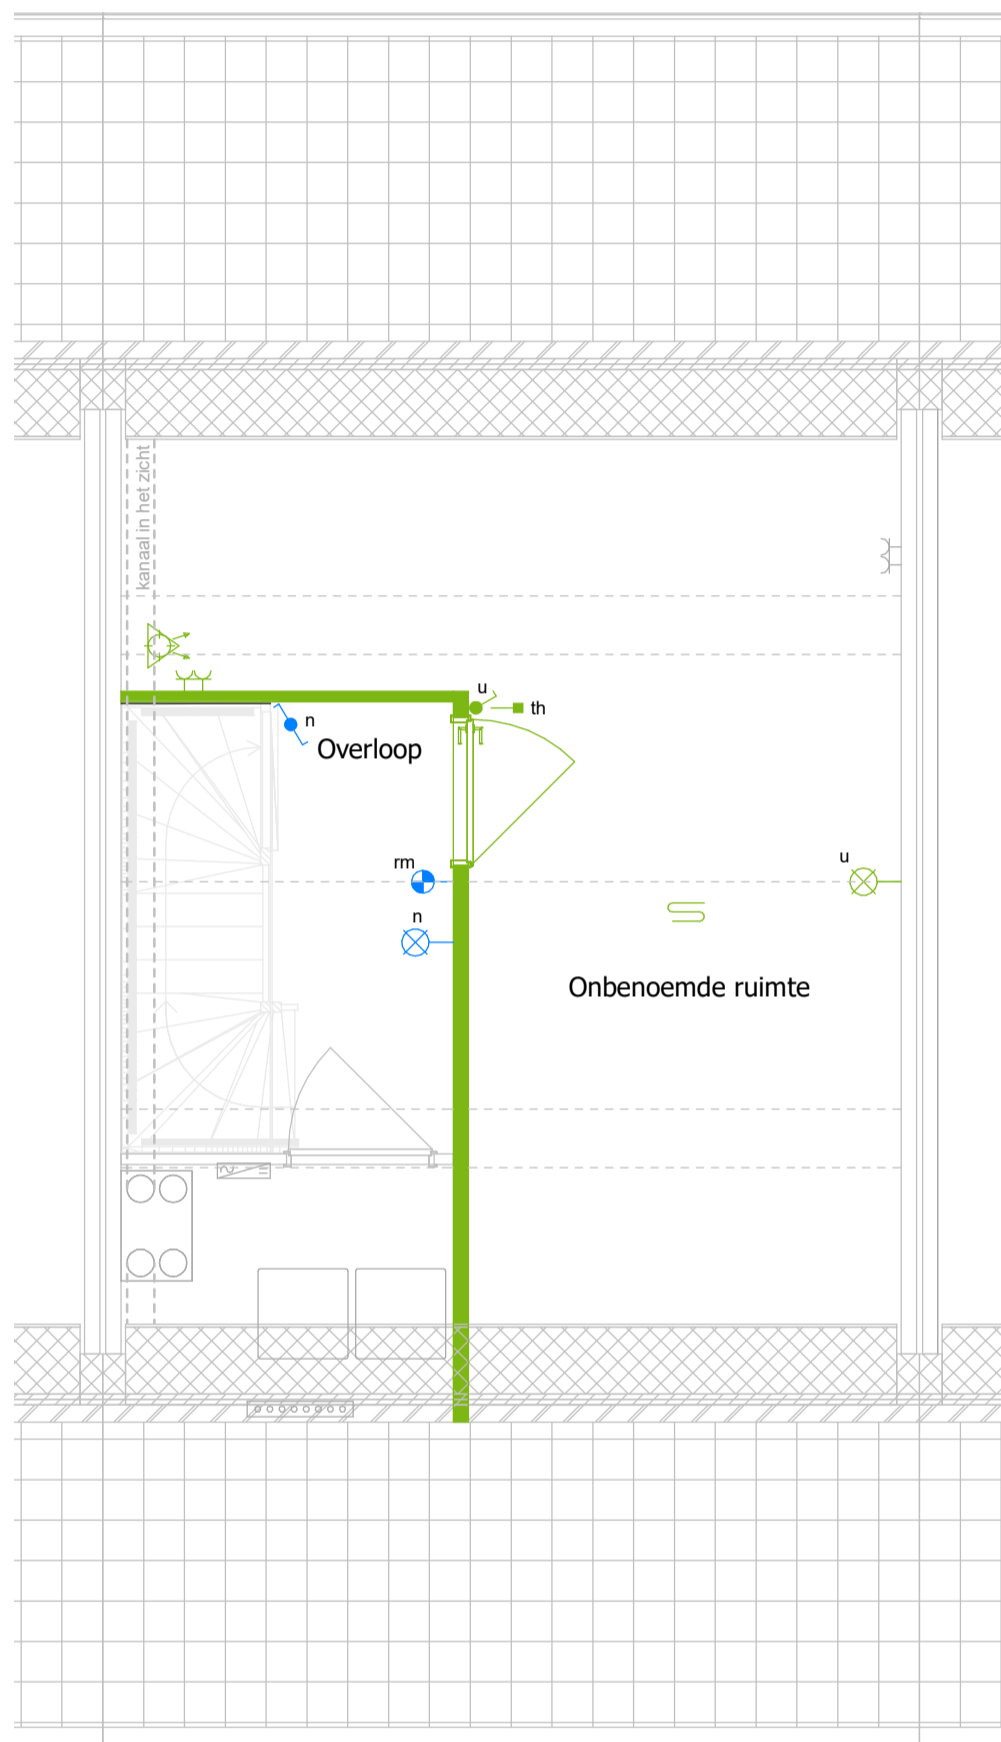 kanaal in het zicht
u
th
n
Overloop
rm
u
n
Onbenoemde ruimte